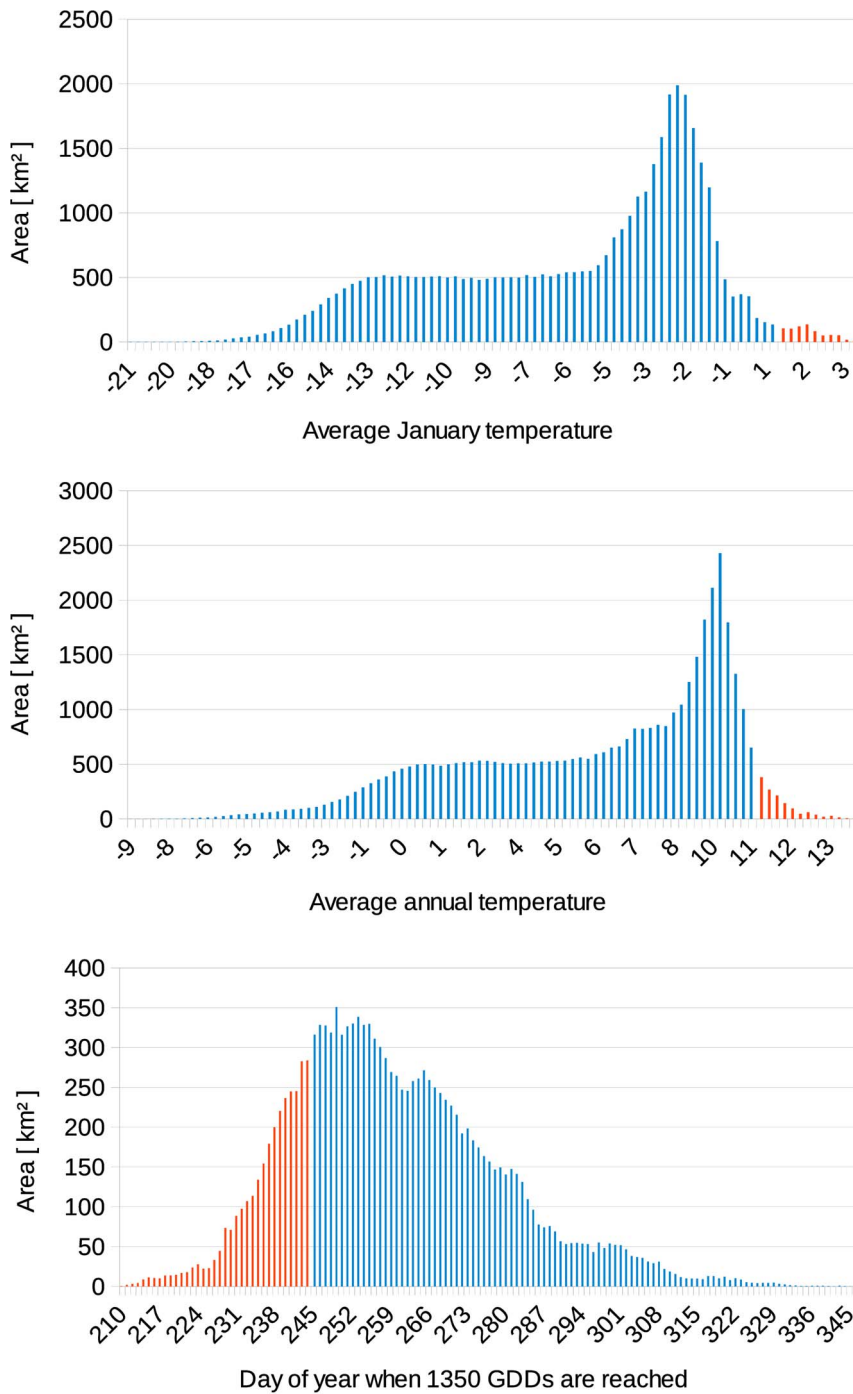 2500
2000
1500
1000
500
0
Area [ km² ]
-21 -20 -18 -17 -16 -14 -13 -12 -10 -9 -7 -6 -5 -3 -2 -1 1 2 3
Average January temperature
3000
2500
2000
1500
1000
500
0
Area [ km² ]
-9 -8 -6 -5 -4 -3 -1 0 1 2 4 5 6 7 8 10 11 12 13
Average annual temperature
400
350
300
250
200
150
100
50
0
Area [ km² ]
210 217 224 231 238 245 252 259 266 273 280 287 294 301 308 315 322 329 336 345
Day of year when 1350 GDDs are reached